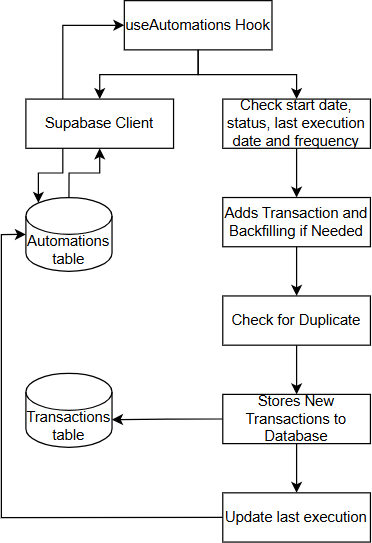 useAutomations Hook
Supabase Client
Check start date,
status, last execution
date and frequency
Adds Transaction and
Backfilling if Needed
Automations
table
Check for Duplicate
Transactions
table
Stores New
Transactions to
Database
Update last execution